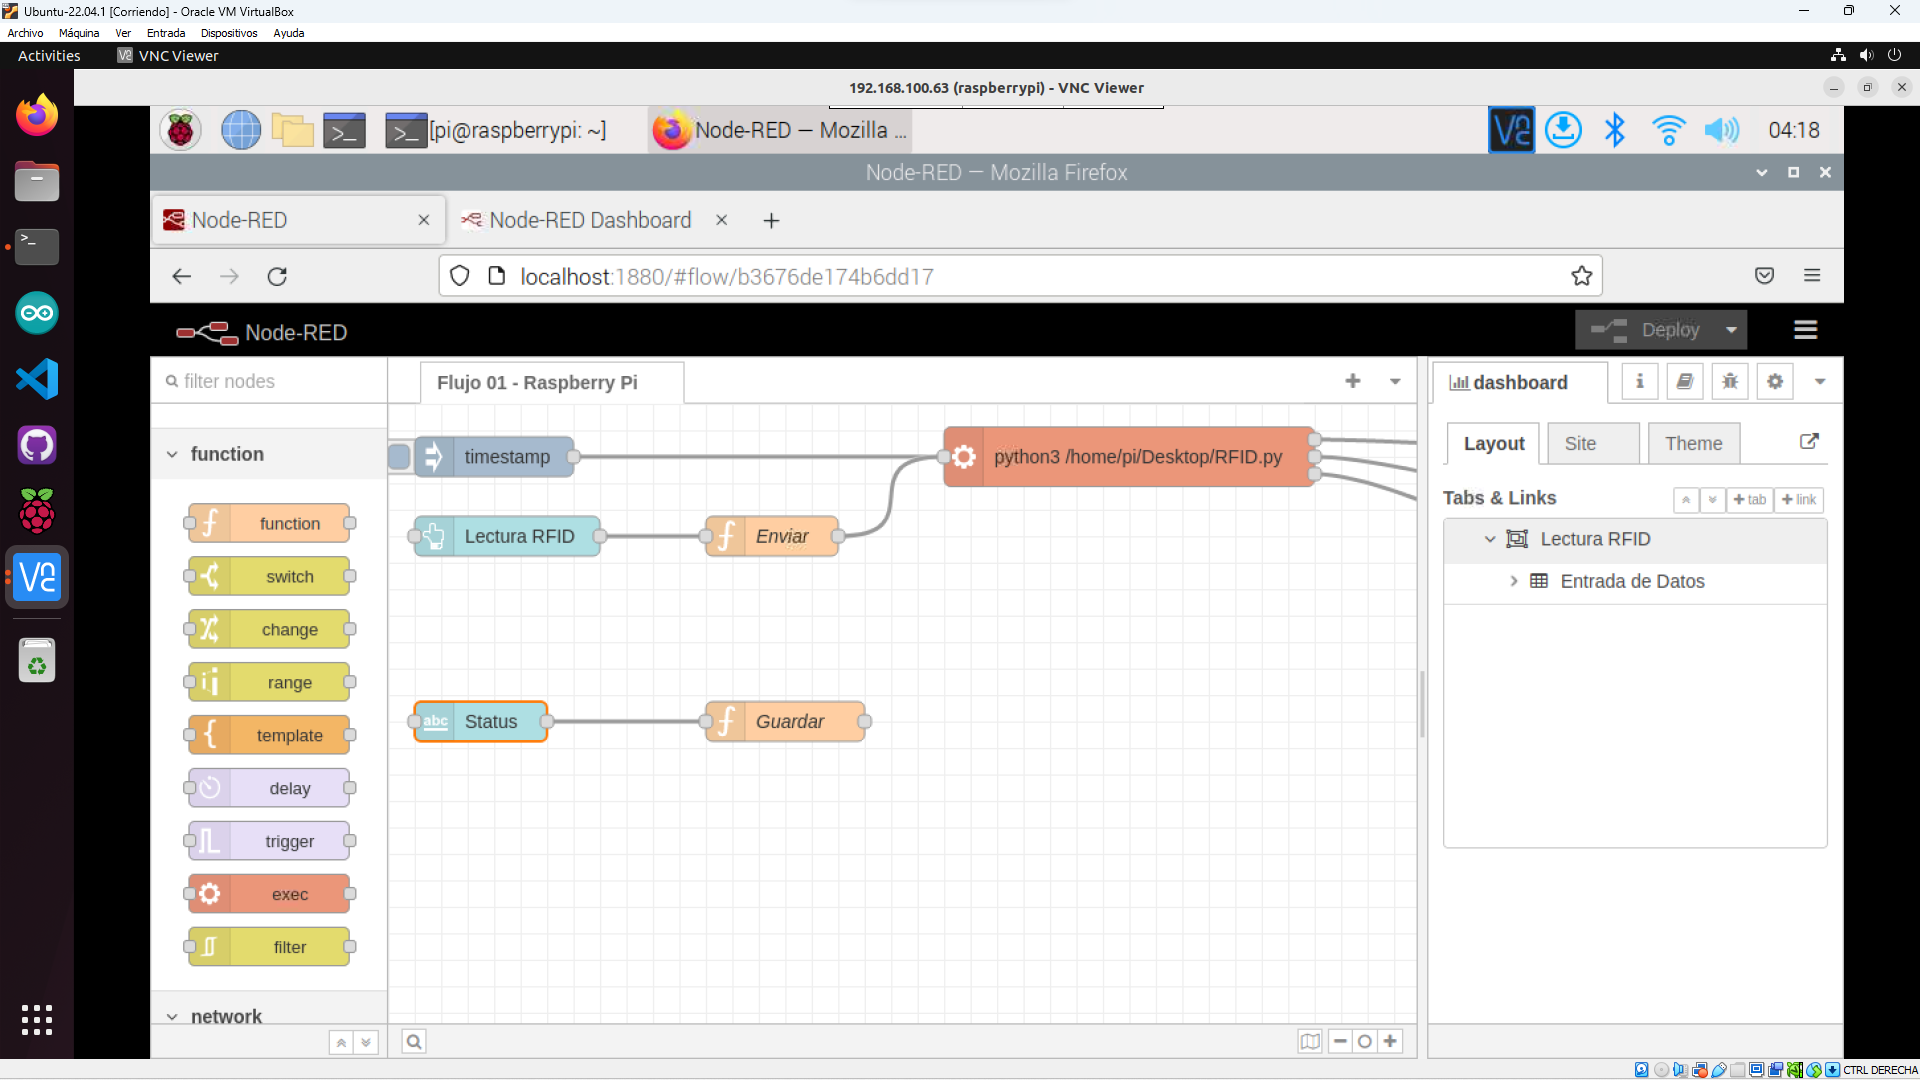 Ubuntu-22.04.1 [Corriendo] - Oracle VM VirtualBox
Archivo Máquina Ver Entrada Dispositivos Ayuda
Activities VNC Viewer
192.168.100.63 (raspberrypi) - VNC Viewer
[pi@raspberrypi: ~] Node-RED — Mozilla ... 04:18
Node-RED — Mozilla Firefox
Node-RED Node-RED Dashboard
localhost:1880/#flow/b3676de174b6dd17
Node-RED Deploy
filter nodes Flujo 01 - Raspberry Pi dashboard
function
Layout Site Theme
timestamp python3 /home/pi/Desktop/RFID.py
Tabs & Links tab link
function
Lectura RFID Enviar Lectura RFID
switch
Entrada de Datos
change
range
template
abc Status Guardar
delay
trigger
exec
filter
network
CTRL DERECHA